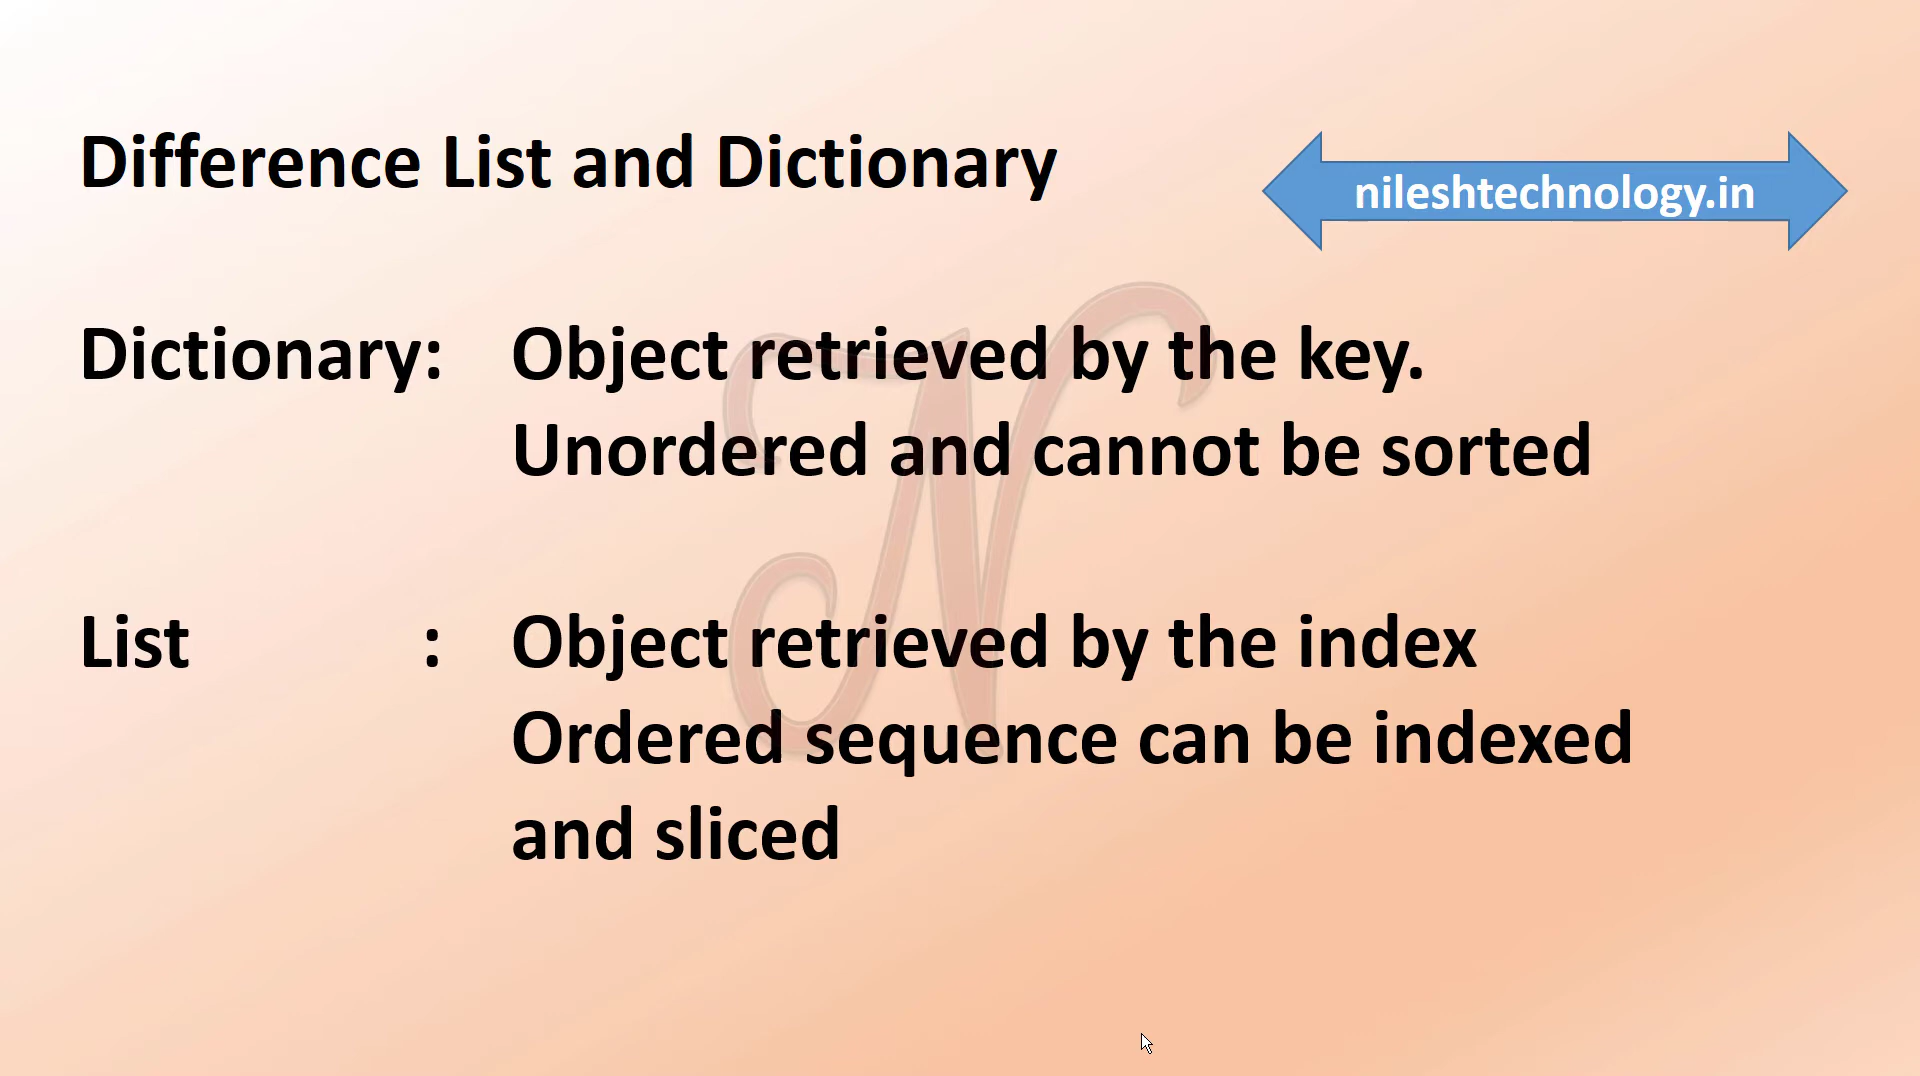 Difference List and Dictionary
nileshtechnology.in
Dictionary: Object retrieved by the key.
Unordered and cannot be sorted
List : Object retrieved by the index
Ordered sequence can be indexed
and sliced
N